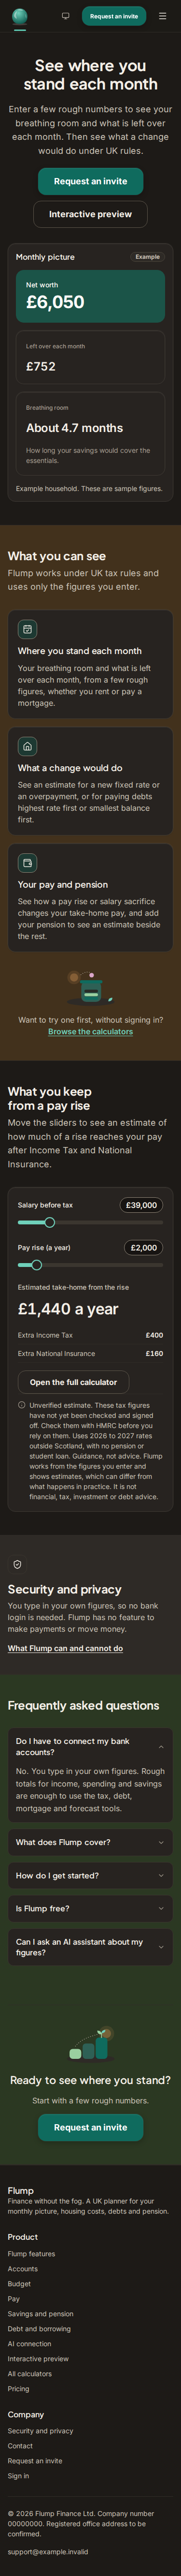 Request an invite
See where you
stand each month
Enter a few rough numbers to see your
breathing room and what is left over
each month. Then see what a change
would do under UK rules.
Request an invite
Interactive preview
Monthly picture
Example
Net worth
£6,050
Left over each month
£752
Breathing room
About 4.7 months
How long your savings would cover the
essentials.
Example household. These are sample figures.
What you can see
Flump works under UK tax rules and
uses only the figures you enter.
Where you stand each month
Your breathing room and what is left
over each month, from a few rough
figures, whether you rent or pay a
mortgage.
What a change would do
See an estimate for a new fixed rate or
an overpayment, or for paying debts
highest rate first or smallest balance
first.
Your pay and pension
See how a pay rise or salary sacrifice
changes your take-home pay, and add
your pension to see an estimate beside
the rest.
Want to try one first, without signing in?
Browse the calculators
What you keep
from a pay rise
Move the sliders to see an estimate of
how much of a rise reaches your pay
after Income Tax and National
Insurance.
Salary before tax
£39,000
Pay rise (a year)
£2,000
Estimated take-home from the rise
£1,440 a year
Extra Income Tax
£400
Extra National Insurance
£160
Open the full calculator
Unverified estimate. These tax figures
have not yet been checked and signed
off. Check them with HMRC before you
rely on them. Uses 2026 to 2027 rates
outside Scotland, with no pension or
student loan. Guidance, not advice. Flump
works from the figures you enter and
shows estimates, which can differ from
what happens in practice. It is not
financial, tax, investment or debt advice.
Security and privacy
You type in your own figures, so no bank
login is needed. Flump has no feature to
make payments or move money.
What Flump can and cannot do
Frequently asked questions
Do I have to connect my bank
accounts?
No. You type in your own figures. Rough
totals for income, spending and savings
are enough to use the tax, debt,
mortgage and forecast tools.
What does Flump cover?
How do I get started?
Is Flump free?
Can I ask an AI assistant about my
figures?
Ready to see where you stand?
Start with a few rough numbers.
Request an invite
Flump
Finance without the fog. A UK planner for your
monthly picture, housing costs, debts and pension.
Product
Flump features
Accounts
Budget
Pay
Savings and pension
Debt and borrowing
AI connection
Interactive preview
All calculators
Pricing
Company
Security and privacy
Contact
Request an invite
Sign in
© 2026 Flump Finance Ltd. Company number
00000000. Registered office address to be
confirmed.
support@example.invalid